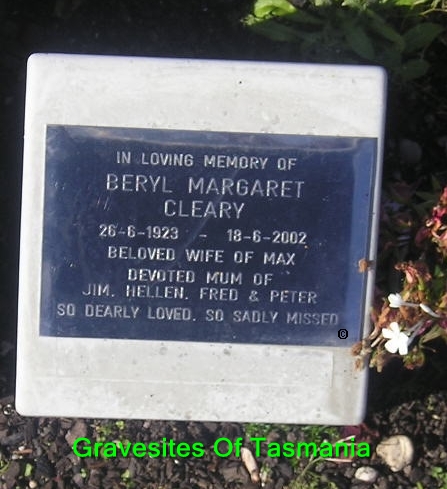 IN LOVING MEMORY OF
BERYL MARGARET
CLEARY
26-6-1923 - 18-6-2002
BELOVED WIFE OF MAX
DEVOTED MUM OF
JIM, HELLEN, FRED & PETER
SO DEARLY LOVED, SO SADLY MISSED
©
Gravesites Of Tasmania